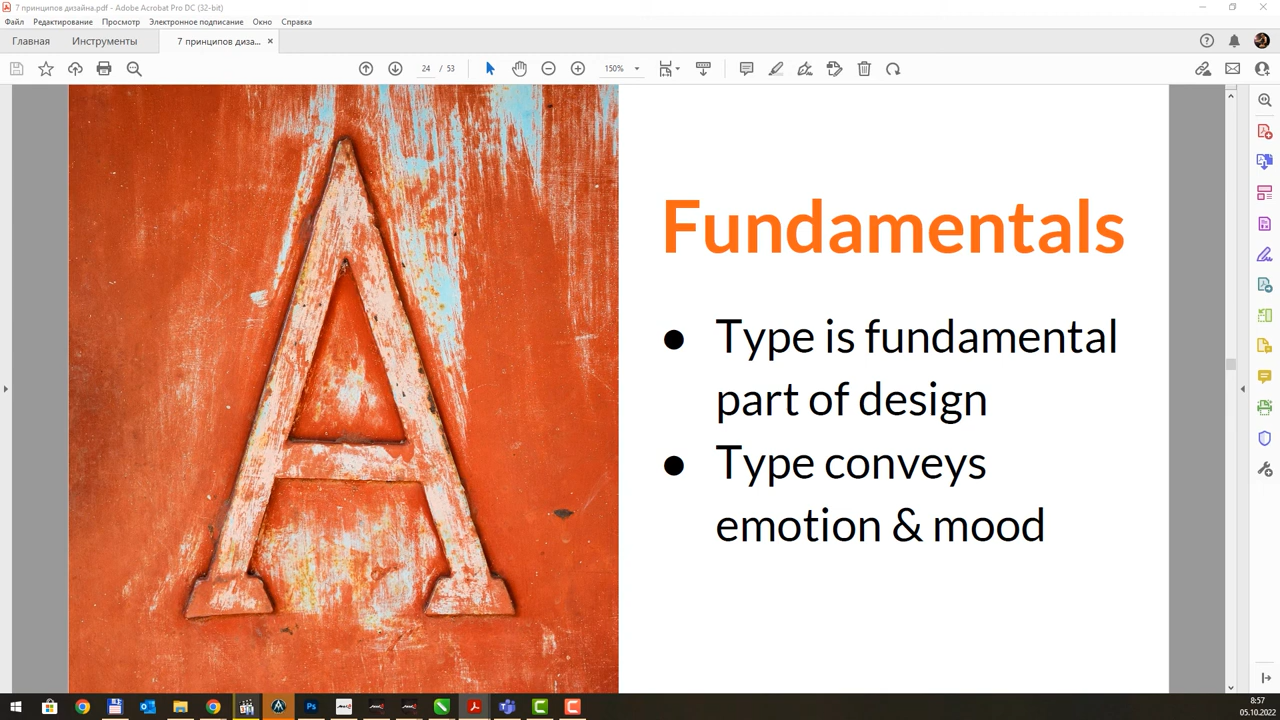 7 принципов дизайна.pdf - Adobe Acrobat Pro DC (32-bit)
Файл Редактирование Просмотр Электронное подписание Окно Справка
Главная Инструменты 7 принципов диза... ×
24 / 53 150%
A
Fundamentals
● Type is fundamental
part of design
● Type conveys
emotion & mood
8:57
05.10.2022